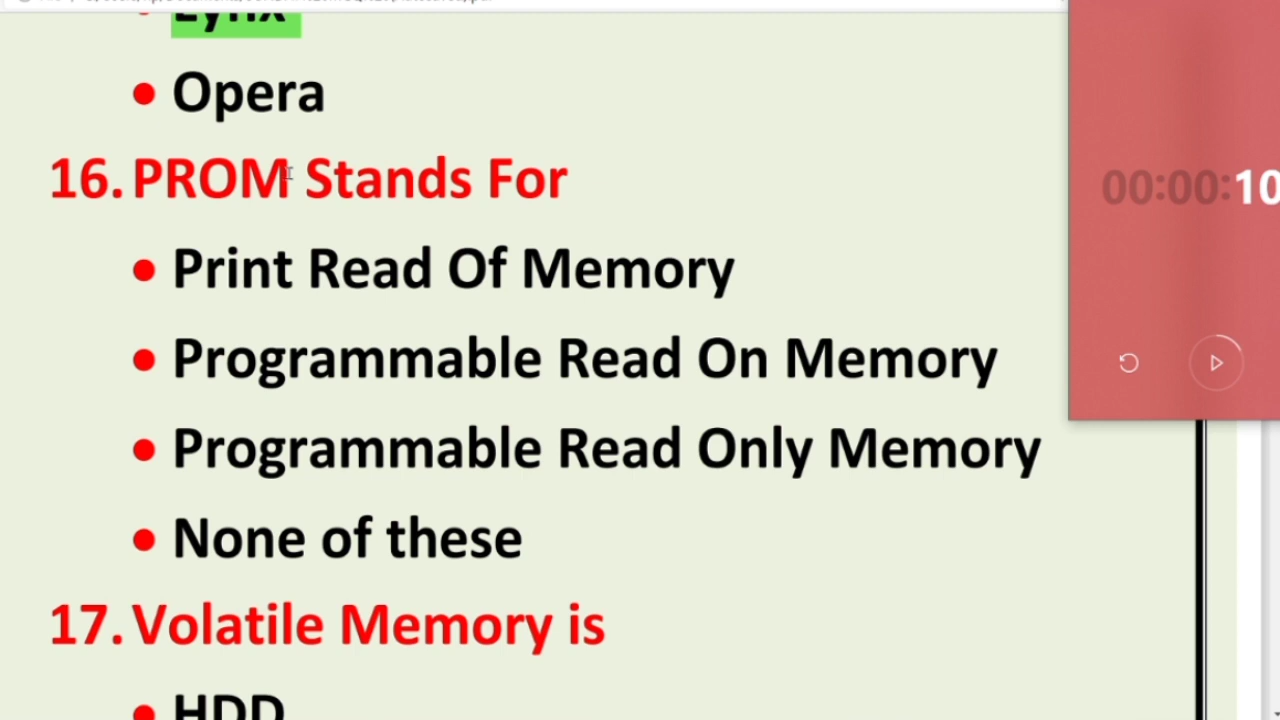 Lynx
Opera
16. PROM Stands For
Print Read Of Memory
Programmable Read On Memory
Programmable Read Only Memory
None of these
17. Volatile Memory is
HDD
00:00:10